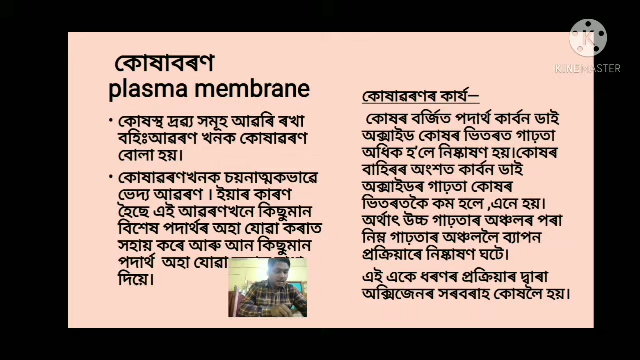 কোষাবৰণ
plasma membrane
• কোষস্থ দ্ৰব্য সমূহ আৱৰি ৰখা
বহিঃআৱৰণ খনক কোষাৱৰণ
বোলা হয়।
• কোষাৱৰণখনক চয়নাত্মকভাৱে
ভেদ্য আৱৰণ । ইয়াৰ কাৰণ
হৈছে এই আৱৰণখনে কিছুমান
বিশেষ পদাৰ্থৰ অহা যোৱা কৰাত
সহায় কৰে আৰু আন কিছুমান
পদাৰ্থ অহা যোৱা
দিয়ে।
কোষাৱৰণৰ কাৰ্য—
কোষৰ বৰ্জিত পদাৰ্থ কাৰ্বন ডাই
অক্সাইড কোষৰ ভিতৰত গাঢ়তা
অধিক হ'লে নিষ্কাষণ হয়।কোষৰ
বাহিৰৰ অংশত কাৰ্বন ডাই
অক্সাইডৰ গাঢ়তা কোষৰ
ভিতৰতকৈ কম হলে ,এনে হয়।
অৰ্থাৎ উচ্চ গাঢ়তাৰ অঞ্চলৰ পৰা
নিম্ন গাঢ়তাৰ অঞ্চললৈ ব্যাপন
প্ৰক্ৰিয়াৰে নিষ্কাষণ ঘটে।
এই একে ধৰণৰ প্ৰক্ৰিয়াৰ দ্বাৰা
অক্সিজেনৰ সৰবৰাহ কোষলৈ হয়।
KINEMASTER